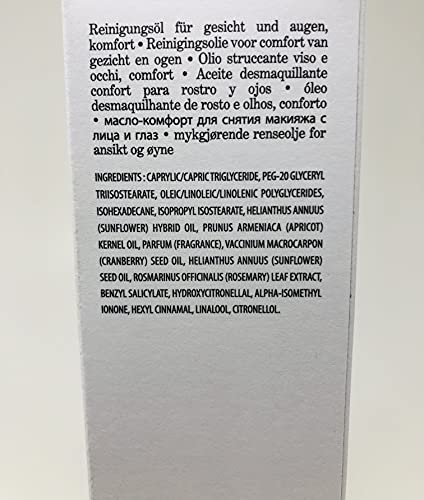 Reinigungsöl für gesicht und augen,
komfort • Reinigingsolie voor comfort van
gezicht en ogen • Olio struccante viso e
occhi, comfort • Aceite desmaquillante
confort para rostro y ojos • óleo
desmaquilhante de rosto e olhos, conforto
• масло-комфорт для снятия макияжа с
лица и глаз • mykgjørende renseolje for
ansikt og øyne
INGREDIENTS : CAPRYLIC/CAPRIC TRIGLYCERIDE, PEG-20 GLYCERYL
TRIISOSTEARATE, OLEIC/LINOLEIC/LINOLENIC POLYGLYCERIDES,
ISOHEXADECANE, ISOPROPYL ISOSTEARATE, HELIANTHUS ANNUUS
(SUNFLOWER) HYBRID OIL, PRUNUS ARMENIACA (APRICOT)
KERNEL OIL, PARFUM (FRAGRANCE), VACCINIUM MACROCARPON
(CRANBERRY) SEED OIL, HELIANTHUS ANNUUS (SUNFLOWER)
SEED OIL, ROSMARINUS OFFICINALIS (ROSEMARY) LEAF EXTRACT,
BENZYL SALICYLATE, HYDROXYCITRONELLAL, ALPHA-ISOMETHYL
IONONE, HEXYL CINNAMAL, LINALOOL, CITRONELLOL.